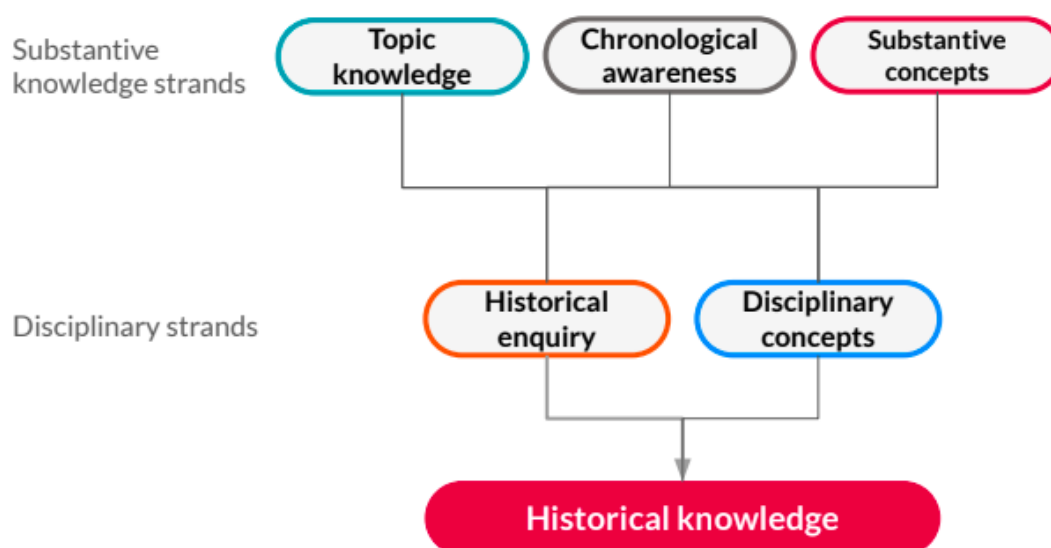 Substantive
knowledge strands
Topic
knowledge
Chronological
awareness
Substantive
concepts
Disciplinary strands
Historical
enquiry
Disciplinary
concepts
Historical knowledge